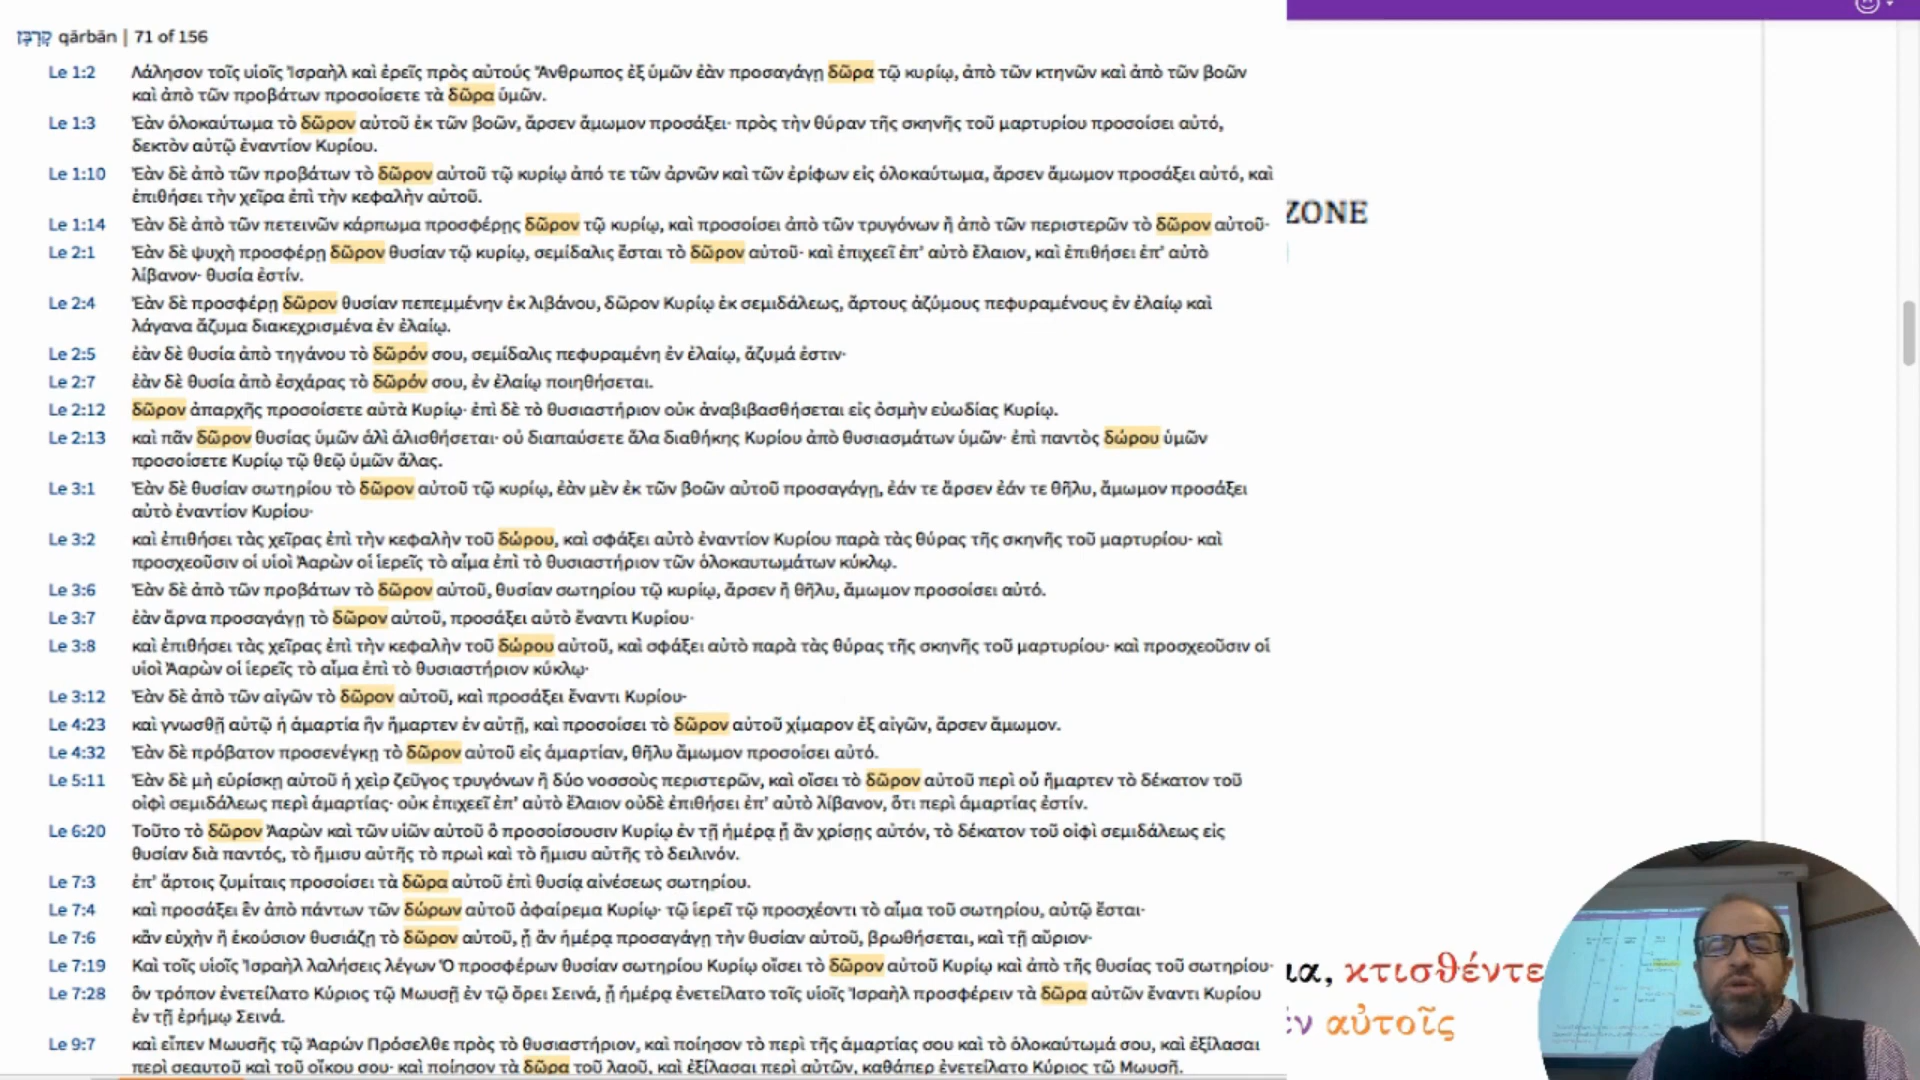 קָרְבָּן qārbān | 71 of 156
Le 1:2 Λάλησον τοῖς υἱοῖς Ἰσραὴλ καὶ ἐρεῖς πρὸς αὐτούς Ἄνθρωπος ἐξ ὑμῶν ἐὰν προσαγάγῃ δῶρα τῷ κυρίῳ, ἀπὸ τῶν κτηνῶν καὶ ἀπὸ τῶν βοῶν
καὶ ἀπὸ τῶν προβάτων προσοίσετε τὰ δῶρα ὑμῶν.
Le 1:3 Ἐὰν ὁλοκαύτωμα τὸ δῶρον αὐτοῦ ἐκ τῶν βοῶν, ἄρσεν ἄμωμον προσάξει· πρὸς τὴν θύραν τῆς σκηνῆς τοῦ μαρτυρίου προσοίσει αὐτό,
δεκτὸν αὐτῷ ἐναντίον Κυρίου.
Le 1:10 Ἐὰν δὲ ἀπὸ τῶν προβάτων τὸ δῶρον αὐτοῦ τῷ κυρίῳ ἀπό τε τῶν ἀρνῶν καὶ τῶν ἐρίφων εἰς ὁλοκαύτωμα, ἄρσεν ἄμωμον προσάξει αὐτό, καὶ
ἐπιθήσει τὴν χεῖρα ἐπὶ τὴν κεφαλὴν αὐτοῦ.
Le 1:14 Ἐὰν δὲ ἀπὸ τῶν πετεινῶν κάρπωμα προσφέρῃς δῶρον τῷ κυρίῳ, καὶ προσοίσει ἀπὸ τῶν τρυγόνων ἢ ἀπὸ τῶν περιστερῶν τὸ δῶρον αὐτοῦ·
Le 2:1 Ἐὰν δὲ ψυχὴ προσφέρῃ δῶρον θυσίαν τῷ κυρίῳ, σεμίδαλις ἔσται τὸ δῶρον αὐτοῦ· καὶ ἐπιχεεῖ ἐπ’ αὐτὸ ἔλαιον, καὶ ἐπιθήσει ἐπ’ αὐτὸ
λίβανον· θυσία ἐστίν.
Le 2:4 Ἐὰν δὲ προσφέρῃ δῶρον θυσίαν πεπεμμένην ἐκ λιβάνου, δῶρον Κυρίῳ ἐκ σεμιδάλεως, ἄρτους ἀζύμους πεφυραμένους ἐν ἐλαίῳ καὶ
λάγανα ἄζυμα διακεχρισμένα ἐν ἐλαίῳ.
Le 2:5 ἐὰν δὲ θυσία ἀπὸ τηγάνου τὸ δῶρόν σου, σεμίδαλις πεφυραμένη ἐν ἐλαίῳ, ἄζυμά ἐστιν·
Le 2:7 ἐὰν δὲ θυσία ἀπὸ ἐσχάρας τὸ δῶρόν σου, ἐν ἐλαίῳ ποιηθήσεται.
Le 2:12 δῶρον ἀπαρχῆς προσοίσετε αὐτὰ Κυρίῳ· ἐπὶ δὲ τὸ θυσιαστήριον οὐκ ἀναβιβασθήσεται εἰς ὀσμὴν εὐωδίας Κυρίῳ.
Le 2:13 καὶ πᾶν δῶρον θυσίας ὑμῶν ἁλὶ ἁλισθήσεται· οὐ διαπαύσετε ἅλα διαθήκης Κυρίου ἀπὸ θυσιασμάτων ὑμῶν· ἐπὶ παντὸς δώρου ὑμῶν
προσοίσετε Κυρίῳ τῷ θεῷ ὑμῶν ἅλας.
Le 3:1 Ἐὰν δὲ θυσίαν σωτηρίου τὸ δῶρον αὐτοῦ τῷ κυρίῳ, ἐὰν μὲν ἐκ τῶν βοῶν αὐτοῦ προσαγάγῃ, ἐάν τε ἄρσεν ἐάν τε θῆλυ, ἄμωμον προσάξει
αὐτὸ ἐναντίον Κυρίου·
Le 3:2 καὶ ἐπιθήσει τὰς χεῖρας ἐπὶ τὴν κεφαλὴν τοῦ δώρου, καὶ σφάξει αὐτὸ ἐναντίον Κυρίου παρὰ τὰς θύρας τῆς σκηνῆς τοῦ μαρτυρίου· καὶ
προσχεοῦσιν οἱ υἱοὶ Ἀαρὼν οἱ ἱερεῖς τὸ αἷμα ἐπὶ τὸ θυσιαστήριον τῶν ὁλοκαυτωμάτων κύκλῳ.
Le 3:6 Ἐὰν δὲ ἀπὸ τῶν προβάτων τὸ δῶρον αὐτοῦ, θυσίαν σωτηρίου τῷ κυρίῳ, ἄρσεν ἢ θῆλυ, ἄμωμον προσοίσει αὐτό.
Le 3:7 ἐὰν ἄρνα προσαγάγῃ τὸ δῶρον αὐτοῦ, προσάξει αὐτὸ ἔναντι Κυρίου·
Le 3:8 καὶ ἐπιθήσει τὰς χεῖρας ἐπὶ τὴν κεφαλὴν τοῦ δώρου αὐτοῦ, καὶ σφάξει αὐτὸ παρὰ τὰς θύρας τῆς σκηνῆς τοῦ μαρτυρίου· καὶ προσχεοῦσιν οἱ
υἱοὶ Ἀαρὼν οἱ ἱερεῖς τὸ αἷμα ἐπὶ τὸ θυσιαστήριον κύκλῳ·
Le 3:12 Ἐὰν δὲ ἀπὸ τῶν αἰγῶν τὸ δῶρον αὐτοῦ, καὶ προσάξει ἔναντι Κυρίου·
Le 4:23 καὶ γνωσθῇ αὐτῷ ἡ ἁμαρτία ἣν ἥμαρτεν ἐν αὐτῇ, καὶ προσοίσει τὸ δῶρον αὐτοῦ χίμαρον ἐξ αἰγῶν, ἄρσεν ἄμωμον.
Le 4:32 Ἐὰν δὲ πρόβατον προσενέγκῃ τὸ δῶρον αὐτοῦ εἰς ἁμαρτίαν, θῆλυ ἄμωμον προσοίσει αὐτό.
Le 5:11 Ἐὰν δὲ μὴ εὑρίσκῃ αὐτοῦ ἡ χεὶρ ζεῦγος τρυγόνων ἢ δύο νοσσοὺς περιστερῶν, καὶ οἴσει τὸ δῶρον αὐτοῦ περὶ οὗ ἥμαρτεν τὸ δέκατον τοῦ
οἰφὶ σεμιδάλεως περὶ ἁμαρτίας· οὐκ ἐπιχεεῖ ἐπ’ αὐτὸ ἔλαιον οὐδὲ ἐπιθήσει ἐπ’ αὐτὸ λίβανον, ὅτι περὶ ἁμαρτίας ἐστίν.
Le 6:20 Τοῦτο τὸ δῶρον Ἀαρὼν καὶ τῶν υἱῶν αὐτοῦ ὃ προσοίσουσιν Κυρίῳ ἐν τῇ ἡμέρᾳ ᾗ ἂν χρίσῃς αὐτόν, τὸ δέκατον τοῦ οἰφὶ σεμιδάλεως εἰς
θυσίαν διὰ παντός, τὸ ἥμισυ αὐτῆς τὸ πρωὶ καὶ τὸ ἥμισυ αὐτῆς τὸ δειλινόν.
Le 7:3 ἐπ’ ἄρτοις ζυμίταις προσοίσει τὰ δῶρα αὐτοῦ ἐπὶ θυσίᾳ αἰνέσεως σωτηρίου.
Le 7:4 καὶ προσάξει ἓν ἀπὸ πάντων τῶν δώρων αὐτοῦ ἀφαίρεμα Κυρίῳ· τῷ ἱερεῖ τῷ προσχέοντι τὸ αἷμα τοῦ σωτηρίου, αὐτῷ ἔσται·
Le 7:6 κἂν εὐχὴν ἢ ἑκούσιον θυσιάζῃ τὸ δῶρον αὐτοῦ, ᾗ ἂν ἡμέρᾳ προσαγάγῃ τὴν θυσίαν αὐτοῦ, βρωθήσεται, καὶ τῇ αὔριον·
Le 7:19 Καὶ τοῖς υἱοῖς Ἰσραὴλ λαλήσεις λέγων Ὁ προσφέρων θυσίαν σωτηρίου Κυρίῳ οἴσει τὸ δῶρον αὐτοῦ Κυρίῳ καὶ ἀπὸ τῆς θυσίας τοῦ σωτηρίου·
Le 7:28 ὃν τρόπον ἐνετείλατο Κύριος τῷ Μωυσῇ ἐν τῷ ὄρει Σεινά, ᾗ ἡμέρᾳ ἐνετείλατο τοῖς υἱοῖς Ἰσραὴλ προσφέρειν τὰ δῶρα αὐτῶν ἔναντι Κυρίου
ἐν τῇ ἐρήμῳ Σεινά.
Le 9:7 καὶ εἶπεν Μωυσῆς τῷ Ἀαρών Πρόσελθε πρὸς τὸ θυσιαστήριον, καὶ ποίησον τὸ περὶ τῆς ἁμαρτίας σου καὶ τὸ ὁλοκαύτωμά σου, καὶ ἐξίλασαι
περὶ σεαυτοῦ καὶ τοῦ οἴκου σου· καὶ ποίησον τὰ δῶρα τοῦ λαοῦ, καὶ ἐξίλασαι περὶ αὐτῶν, καθάπερ ἐνετείλατο Κύριος τῷ Μωυσῇ.
ZONE
ια, κτισθέντε
ἐν αὐτοῖς